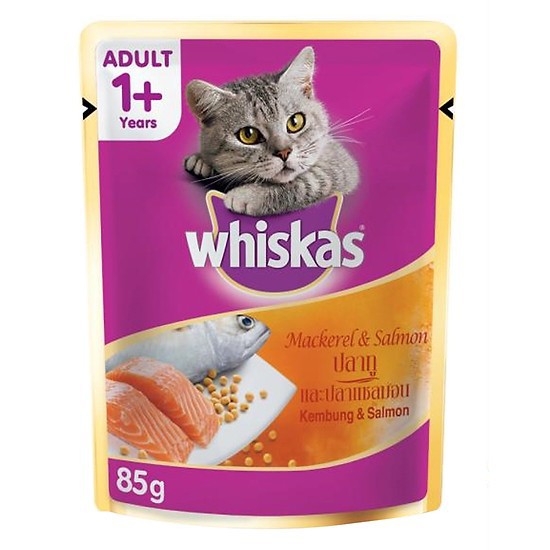 ADULT
1+
Years
whiskas
Mackerel & Salmon
ปลาทู
และปลาแซลมอน
Kembung & Salmon
85g